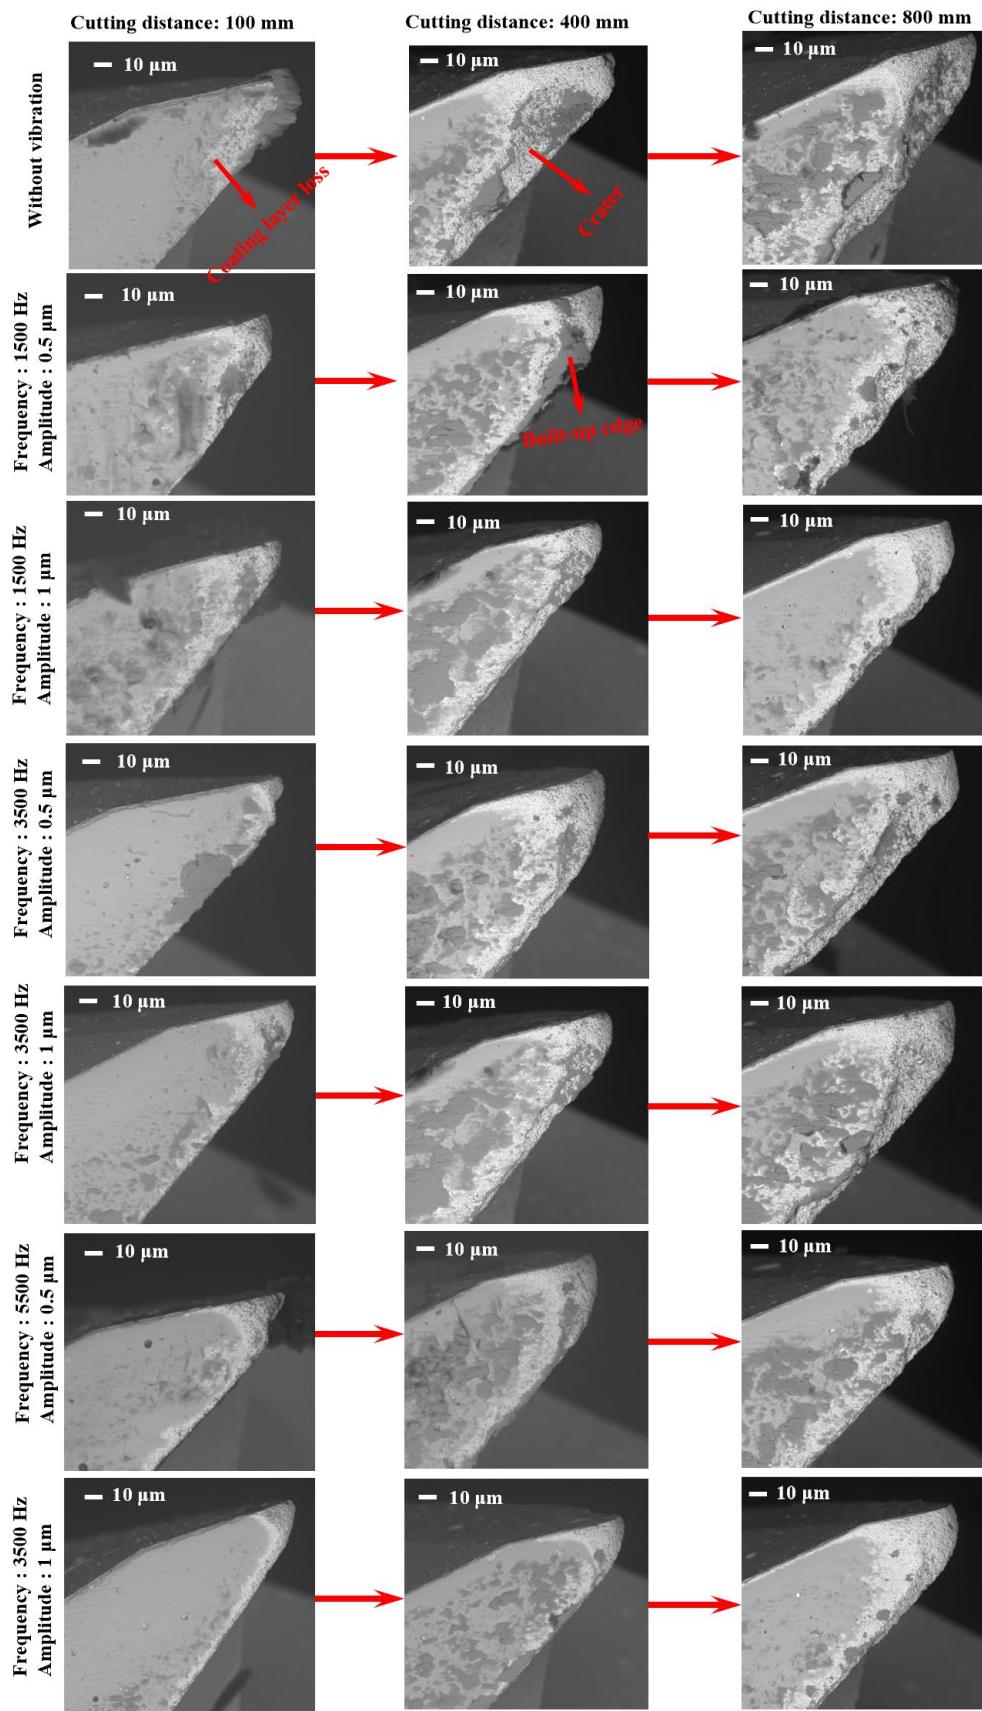 Cutting distance: 100 mm
Cutting distance: 400 mm
Cutting distance: 800 mm
Without vibration
10 µm
Coating layer loss
10 µm
Crater
10 µm
Frequency : 1500 Hz
Amplitude : 0.5 µm
10 µm
10 µm
Built-up edge
10 µm
Frequency : 1500 Hz
Amplitude : 1 µm
10 µm
10 µm
10 µm
Frequency : 3500 Hz
Amplitude : 0.5 µm
10 µm
10 µm
10 µm
Frequency : 3500 Hz
Amplitude : 1 µm
10 µm
10 µm
10 µm
Frequency : 5500 Hz
Amplitude : 0.5 µm
10 µm
10 µm
10 µm
Frequency : 3500 Hz
Amplitude : 1 µm
10 µm
10 µm
10 µm